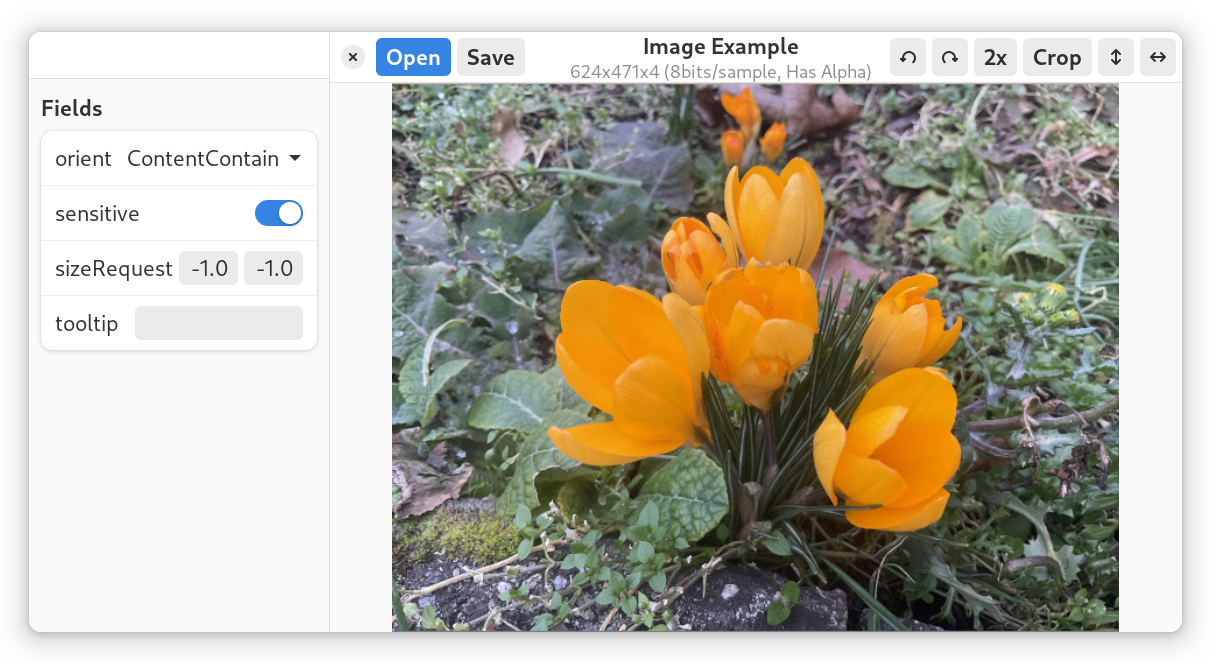 Open
Save
Image Example
624x471x4 (8bits/sample, Has Alpha)
2x
Crop
Fields
orient ContentContain
sensitive
sizeRequest -1.0 -1.0
tooltip